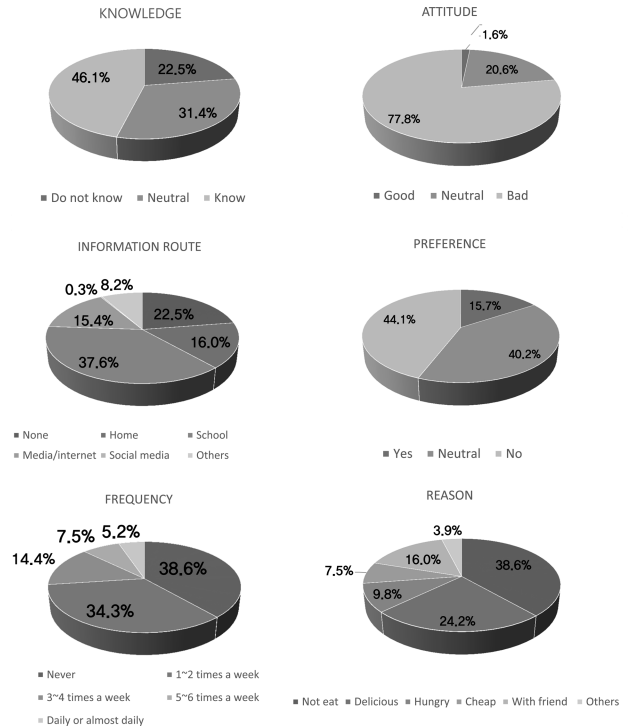 KNOWLEDGE
46.1%
22.5%
31.4%
■ Do not know ■ Neutral ■ Know
ATTITUDE
1.6%
20.6%
77.8%
■ Good ■ Neutral ■ Bad
INFORMATION ROUTE
0.3%
8.2%
15.4%
22.5%
16.0%
37.6%
■ None ■ Home ■ School
■ Media/internet ■ Social media ■ Others
PREFERENCE
15.7%
44.1%
40.2%
■ Yes ■ Neutral ■ No
FREQUENCY
7.5%
5.2%
14.4%
38.6%
34.3%
■ Never ■ 1~2 times a week
■ 3~4 times a week ■ 5~6 times a week
■ Daily or almost daily
REASON
3.9%
16.0%
38.6%
7.5%
9.8%
24.2%
■ Not eat ■ Delicious ■ Hungry ■ Cheap ■ With friend ■ Others